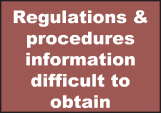 Regulations &
procedures
information
difficult to
obtain